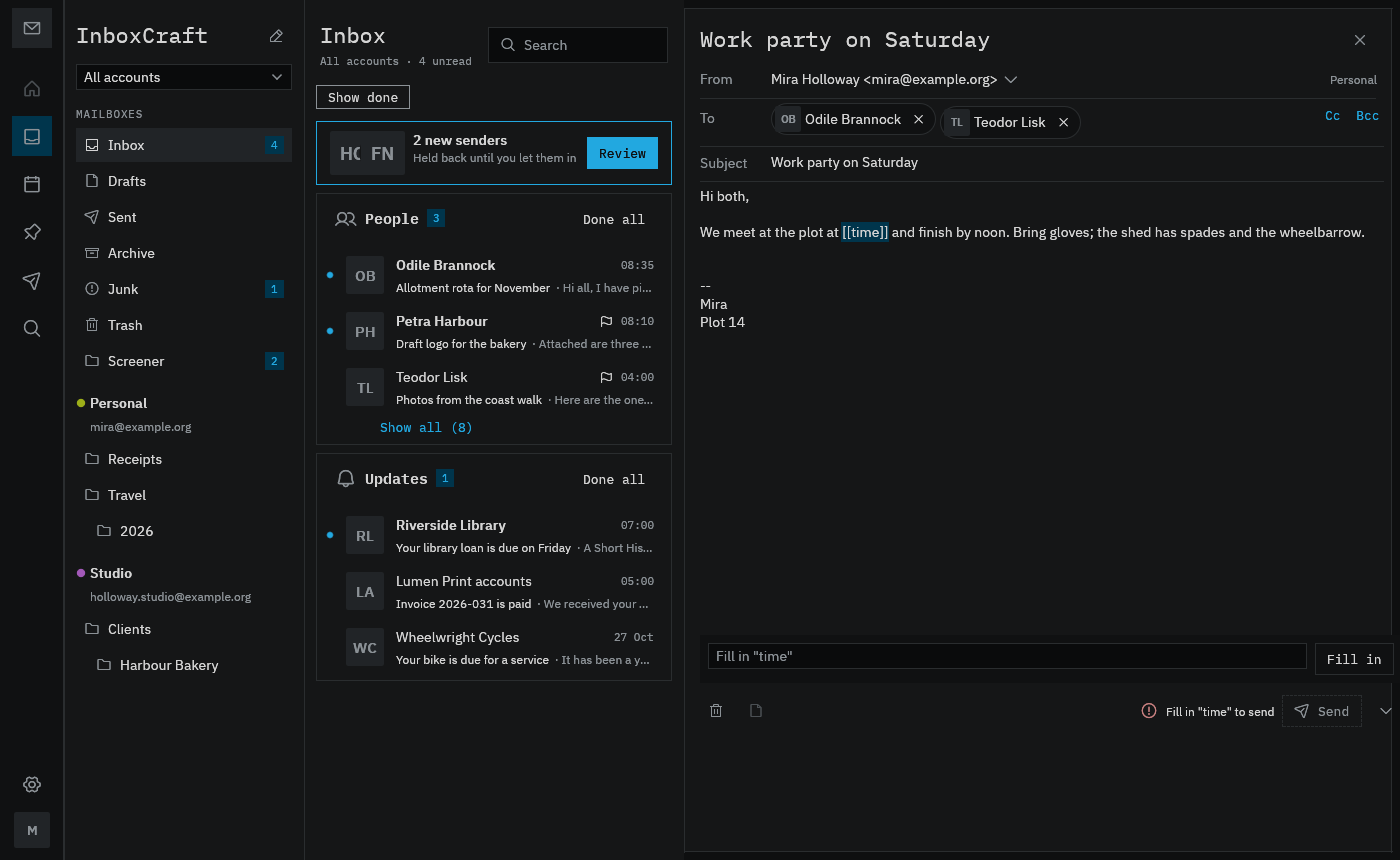 InboxCraft
All accounts
MAILBOXES
Inbox 4
Drafts
Sent
Archive
Junk 1
Trash
Screener 2
Personal
mira@example.org
Receipts
Travel
2026
Studio
holloway.studio@example.org
Clients
Harbour Bakery
M
Inbox
All accounts · 4 unread
Search
Show done
FN
2 new senders
Held back until you let them in
Review
People 3 Done all
OB Odile Brannock 08:35
Allotment rota for November · Hi all, I have pi...
PH Petra Harbour 08:10
Draft logo for the bakery · Attached are three ...
TL Teodor Lisk 04:00
Photos from the coast walk · Here are the one...
Show all (8)
Updates 1 Done all
RL Riverside Library 07:00
Your library loan is due on Friday · A Short His...
LA Lumen Print accounts 05:00
Invoice 2026-031 is paid · We received your ...
WC Wheelwright Cycles 27 Oct
Your bike is due for a service · It has been a y...
Work party on Saturday
From Mira Holloway <mira@example.org> Personal
To OB Odile Brannock TL Teodor Lisk Cc Bcc
Subject Work party on Saturday
Hi both,
We meet at the plot at [[time]] and finish by noon. Bring gloves; the shed has spades and the wheelbarrow.
--
Mira
Plot 14
Fill in "time" Fill in
Fill in "time" to send Send